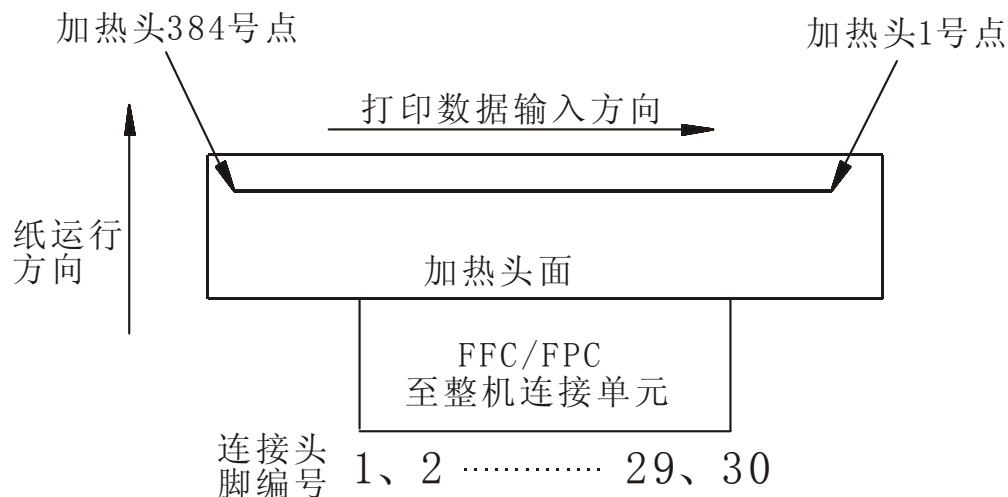 加热头384号点
加热头1号点
打印数据输入方向
纸运行
方向
加热头面
FFC/FPC
至整机连接单元
连接头
脚编号
1、2 ………… 29、30